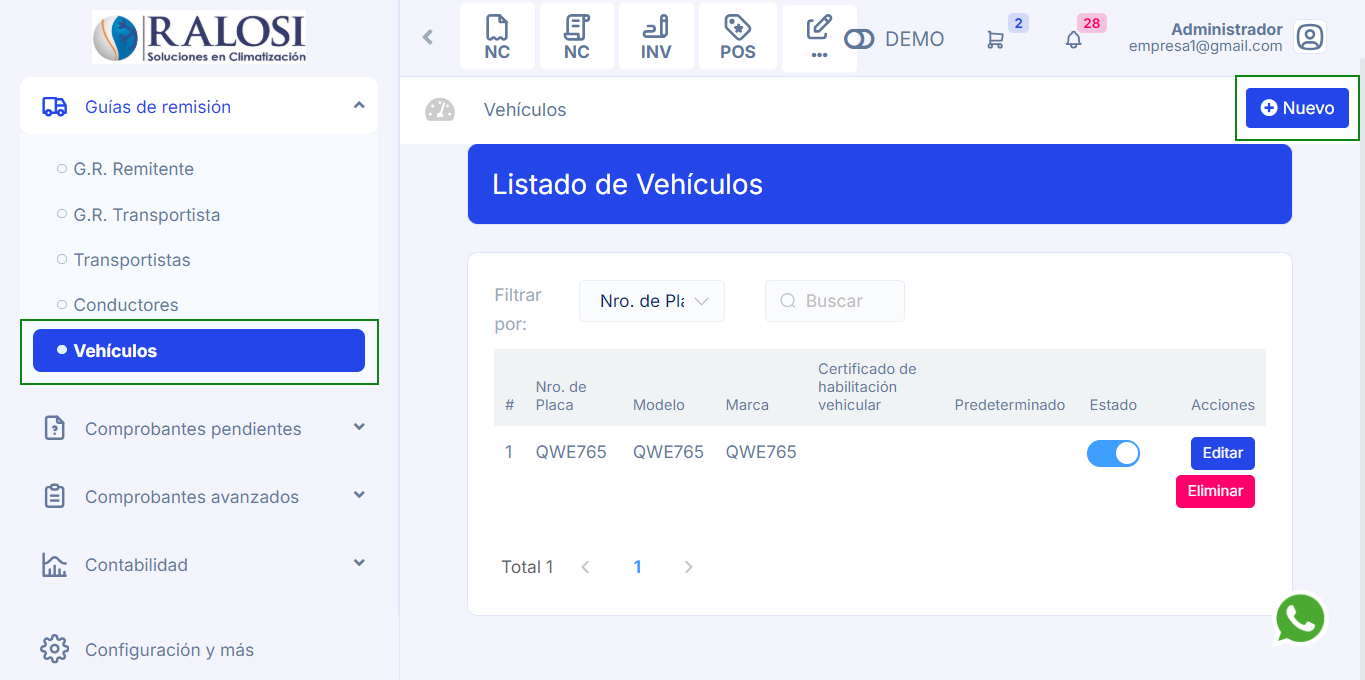 RALOSI
Soluciones en Climatización
NC
NC
INV
POS
...
DEMO
2
28
Administrador
empresa1@gmail.com
Guías de remisión
G.R. Remitente
G.R. Transportista
Transportistas
Conductores
Vehículos
Comprobantes pendientes
Comprobantes avanzados
Contabilidad
Configuración y más
Vehículos
Nuevo
Listado de Vehículos
Filtrar
por:
Nro. de Pla
Buscar
#
Nro. de
Placa
Modelo
Marca
Certificado de
habilitación
vehicular
Predeterminado
Estado
Acciones
1
QWE765
QWE765
QWE765
Editar
Eliminar
Total 1
1